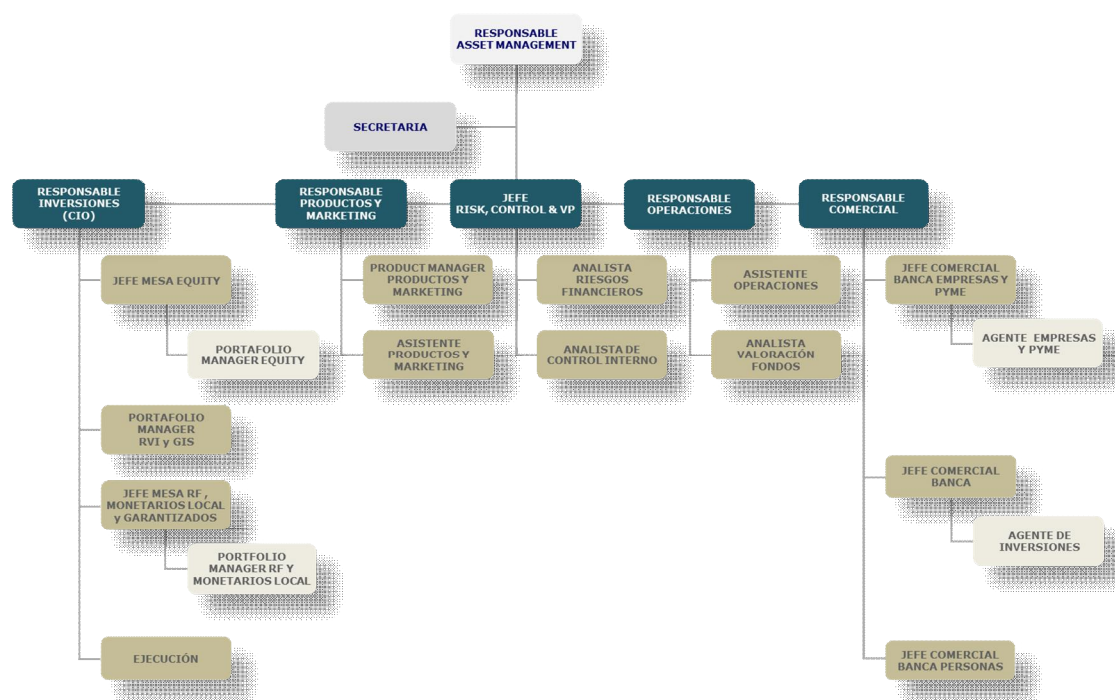 RESPONSABLE
ASSET MANAGEMENT
SECRETARIA
RESPONSABLE
INVERSIONES
(CIO)
RESPONSABLE
PRODUCTOS Y
MARKETING
JEFE
RISK, CONTROL & VP
RESPONSABLE
OPERACIONES
RESPONSABLE
COMERCIAL
JEFE MESA EQUITY
PORTAFOLIO
MANAGER EQUITY
PORTAFOLIO
MANAGER
RVI y GIS
JEFE MESA RF ,
MONETARIOS LOCAL
y GARANTIZADOS
PORTFOLIO
MANAGER RF Y
MONETARIOS LOCAL
EJECUCIÓN
PRODUCT MANAGER
PRODUCTOS Y
MARKETING
ASISTENTE
PRODUCTOS Y
MARKETING
ANALISTA
RIESGOS
FINANCIEROS
ANALISTA DE
CONTROL INTERNO
ASISTENTE
OPERACIONES
ANALISTA
VALORACIÓN
FONDOS
JEFE COMERCIAL
BANCA EMPRESAS Y
PYME
AGENTE EMPRESAS
Y PYME
JEFE COMERCIAL
BANCA
AGENTE DE
INVERSIONES
JEFE COMERCIAL
BANCA PERSONAS